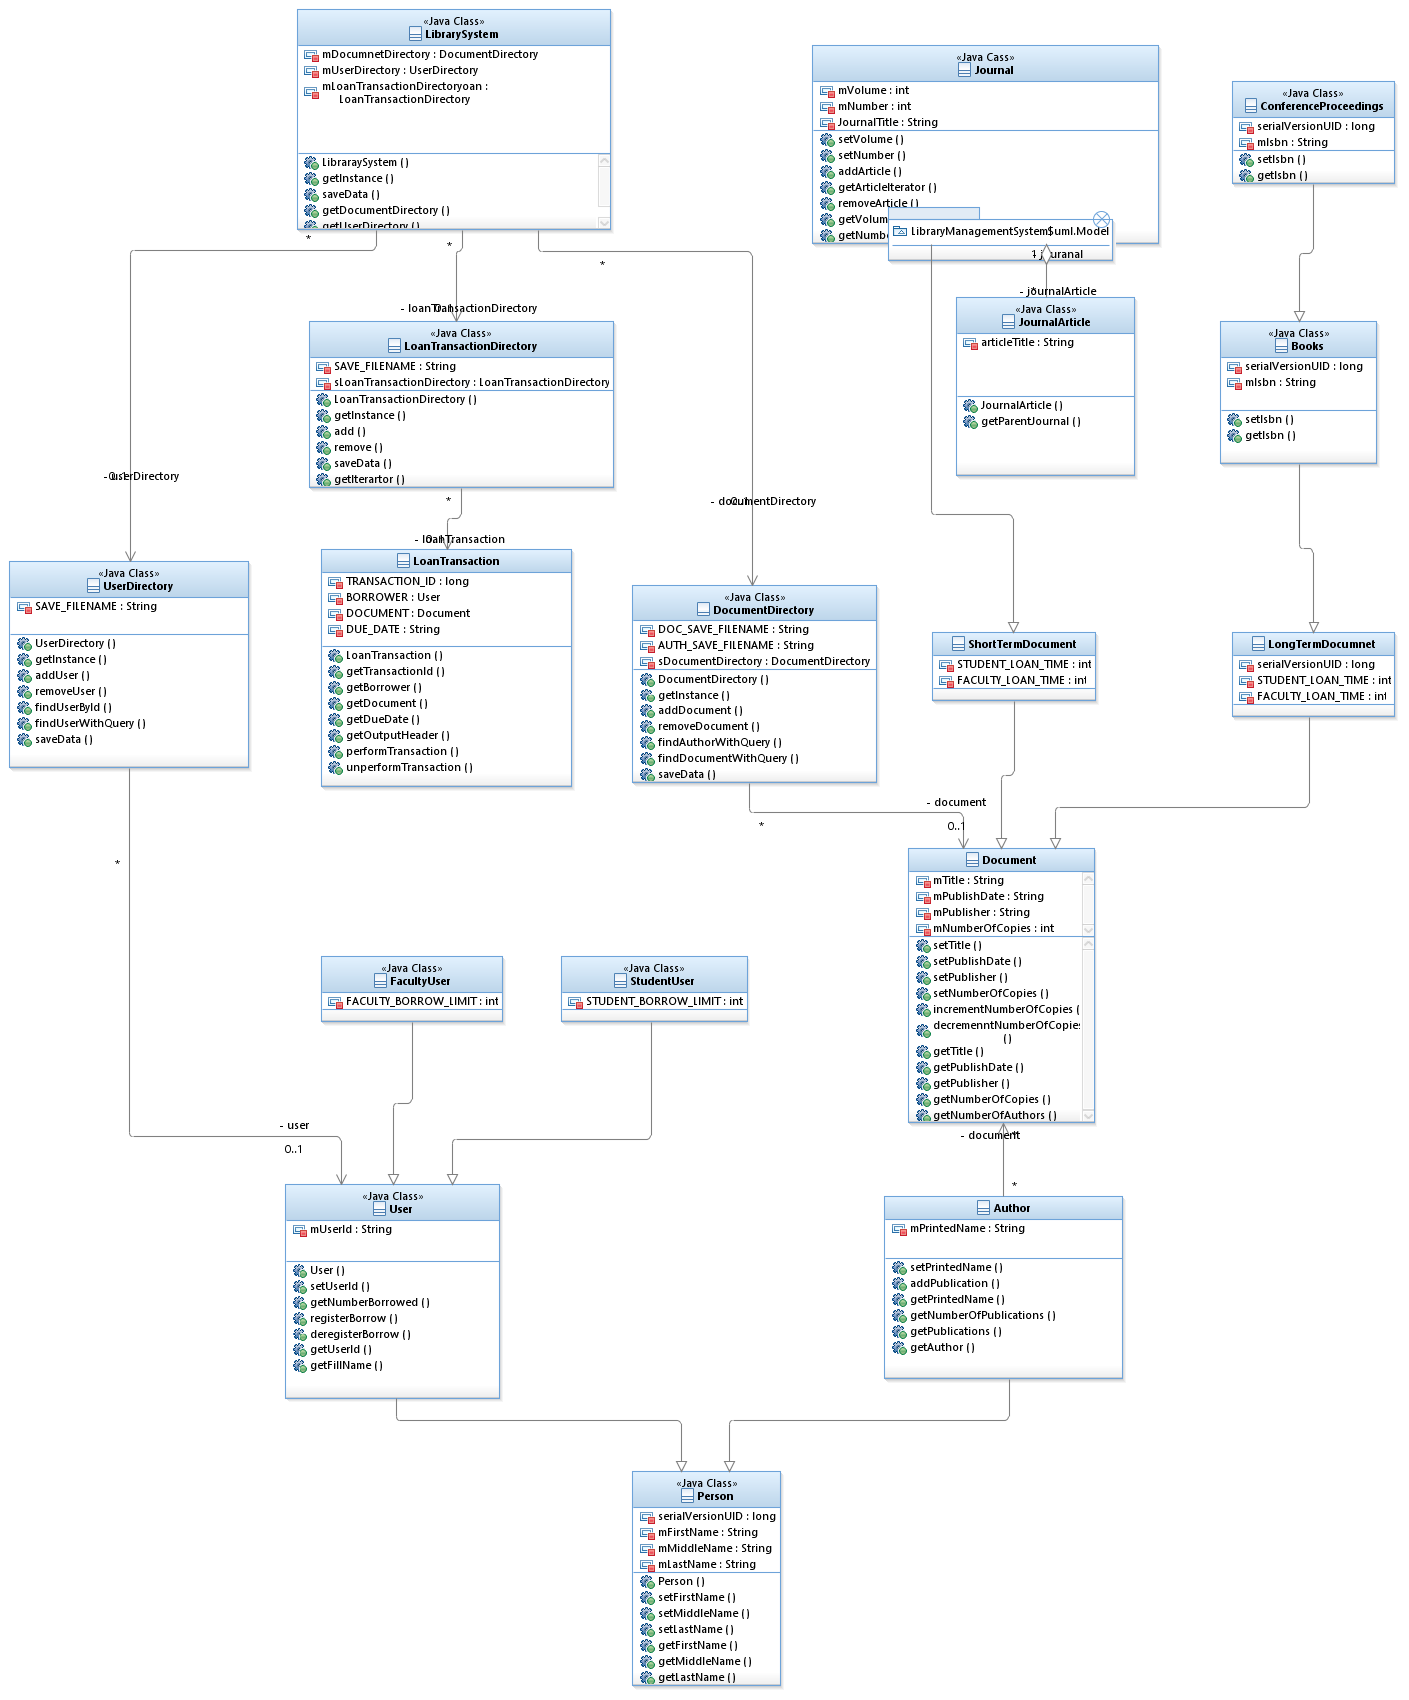 «Java Class»
LibrarySystem
mDocumnetDirectory : DocumentDirectory
mUserDirectory : UserDirectory
mLoanTransactionDirectoryoan :
LoanTransactionDirectory
LibrarySystem ()
getInstance ()
saveData ()
getDocumentDirectory ()
getUserDirectory ()
*
*
*
«Java Cass»
Journal
mVolume : int
mNumber : int
JournalTitle : String
setVolume ()
setNumber ()
addArticle ()
getArticleIterator ()
removeArticle ()
getVolum
getNumbe
LibraryManagementSystem$uml.Model
1
- journalArticle
«Java Class»
JournalArticle
articleTitle : String
JournalArticle ()
getParentJournal ()
«Java Class»
ConferenceProceedings
serialVersionUID : long
mIsbn : String
setIsbn ()
getIsbn ()
«Java Class»
Books
serialVersionUID : long
mIsbn : String
setIsbn ()
getIsbn ()
- loanTransactionDirectory
0..1
«Java Class»
LoanTransactionDirectory
SAVE_FILENAME : String
sLoanTransactionDirectory : LoanTransactionDirectory
LoanTransactionDirectory ()
getInstance ()
add ()
remove ()
saveData ()
getIterartor ()
- userDirectory
0..1
*
- documentDirectory
0..1
- loanTransaction
0..1
LoanTransaction
TRANSACTION_ID : long
BORROWER : User
DOCUMENT : Document
DUE_DATE : String
LoanTransaction ()
getTransactionId ()
getBorrower ()
getDocument ()
getDueDate ()
getOutputHeader ()
performTransaction ()
unperformTransaction ()
«Java Class»
UserDirectory
SAVE_FILENAME : String
UserDirectory ()
getInstance ()
addUser ()
removeUser ()
findUserById ()
findUserWithQuery ()
saveData ()
«Java Class»
DocumentDirectory
DOC_SAVE_FILENAME : String
AUTH_SAVE_FILENAME : String
sDocumentDirectory : DocumentDirectory
DocumentDirectory ()
getInstance ()
addDocument ()
removeDocument ()
findAuthorWithQuery ()
findDocumentWithQuery ()
saveData ()
ShortTermDocument
STUDENT_LOAN_TIME : int
FACULTY_LOAN_TIME : int
LongTermDocumnet
serialVersionUID : long
STUDENT_LOAN_TIME : int
FACULTY_LOAN_TIME : int
- document
*
0..1
Document
mTitle : String
mPublishDate : String
mPublisher : String
mNumberOfCopies : int
setTitle ()
setPublishDate ()
setPublisher ()
setNumberOfCopies ()
incrementNumberOfCopies (
decrememntNumberOfCopies
()
getTitle ()
getPublishDate ()
getPublisher ()
getNumberOfCopies ()
getNumberOfAuthors ()
*
«Java Class»
FacultyUser
FACULTY_BORROW_LIMIT : int
«Java Class»
StudentUser
STUDENT_BORROW_LIMIT : int
- user
0..1
- document
*
«Java Class»
User
mUserId : String
User ()
setUserId ()
getNumberBorrowed ()
registerBorrow ()
deregisterBorrow ()
getUserId ()
getFillName ()
Author
mPrintedName : String
setPrintedName ()
addPublication ()
getPrintedName ()
getNumberOfPublications ()
getPublications ()
getAuthor ()
«Java Class»
Person
serialVersionUID : long
mFirstName : String
mMiddleName : String
mLastName : String
Person ()
setFirstName ()
setMiddleName ()
setLastName ()
getFirstName ()
getMiddleName ()
getLastName ()